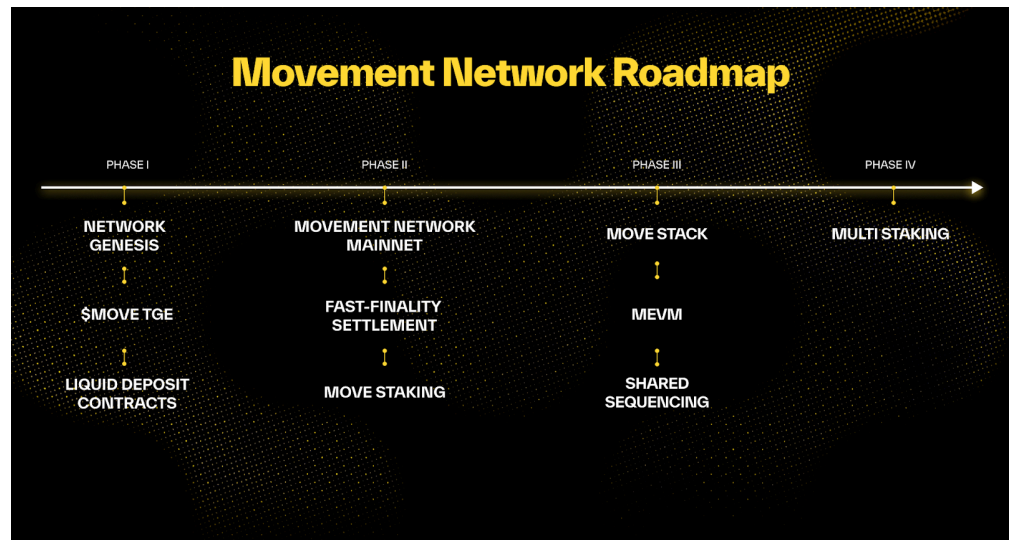 Movement Network Roadmap
PHASE I
PHASE II
PHASE III
PHASE IV
NETWORK
GENESIS
$MOVE TGE
LIQUID DEPOSIT
CONTRACTS
MOVEMENT NETWORK
MAINNET
FAST-FINALITY
SETTLEMENT
MOVE STAKING
MOVE STACK
MEVM
SHARED
SEQUENCING
MULTI STAKING